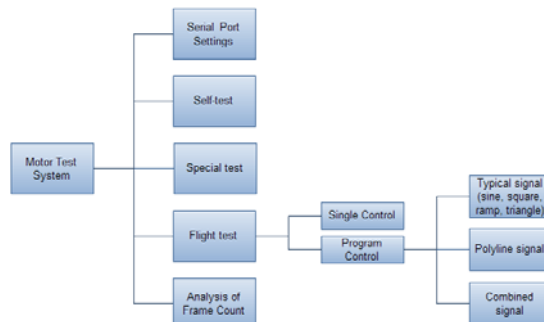 Serial Port
Settings
Self-test
Motor Test
System
Special test
Flight test
Analysis of
Frame Count
Single Control
Program
Control
Typical signal
(sine, square,
ramp, triangle)
Polyline signal
Combined
signal